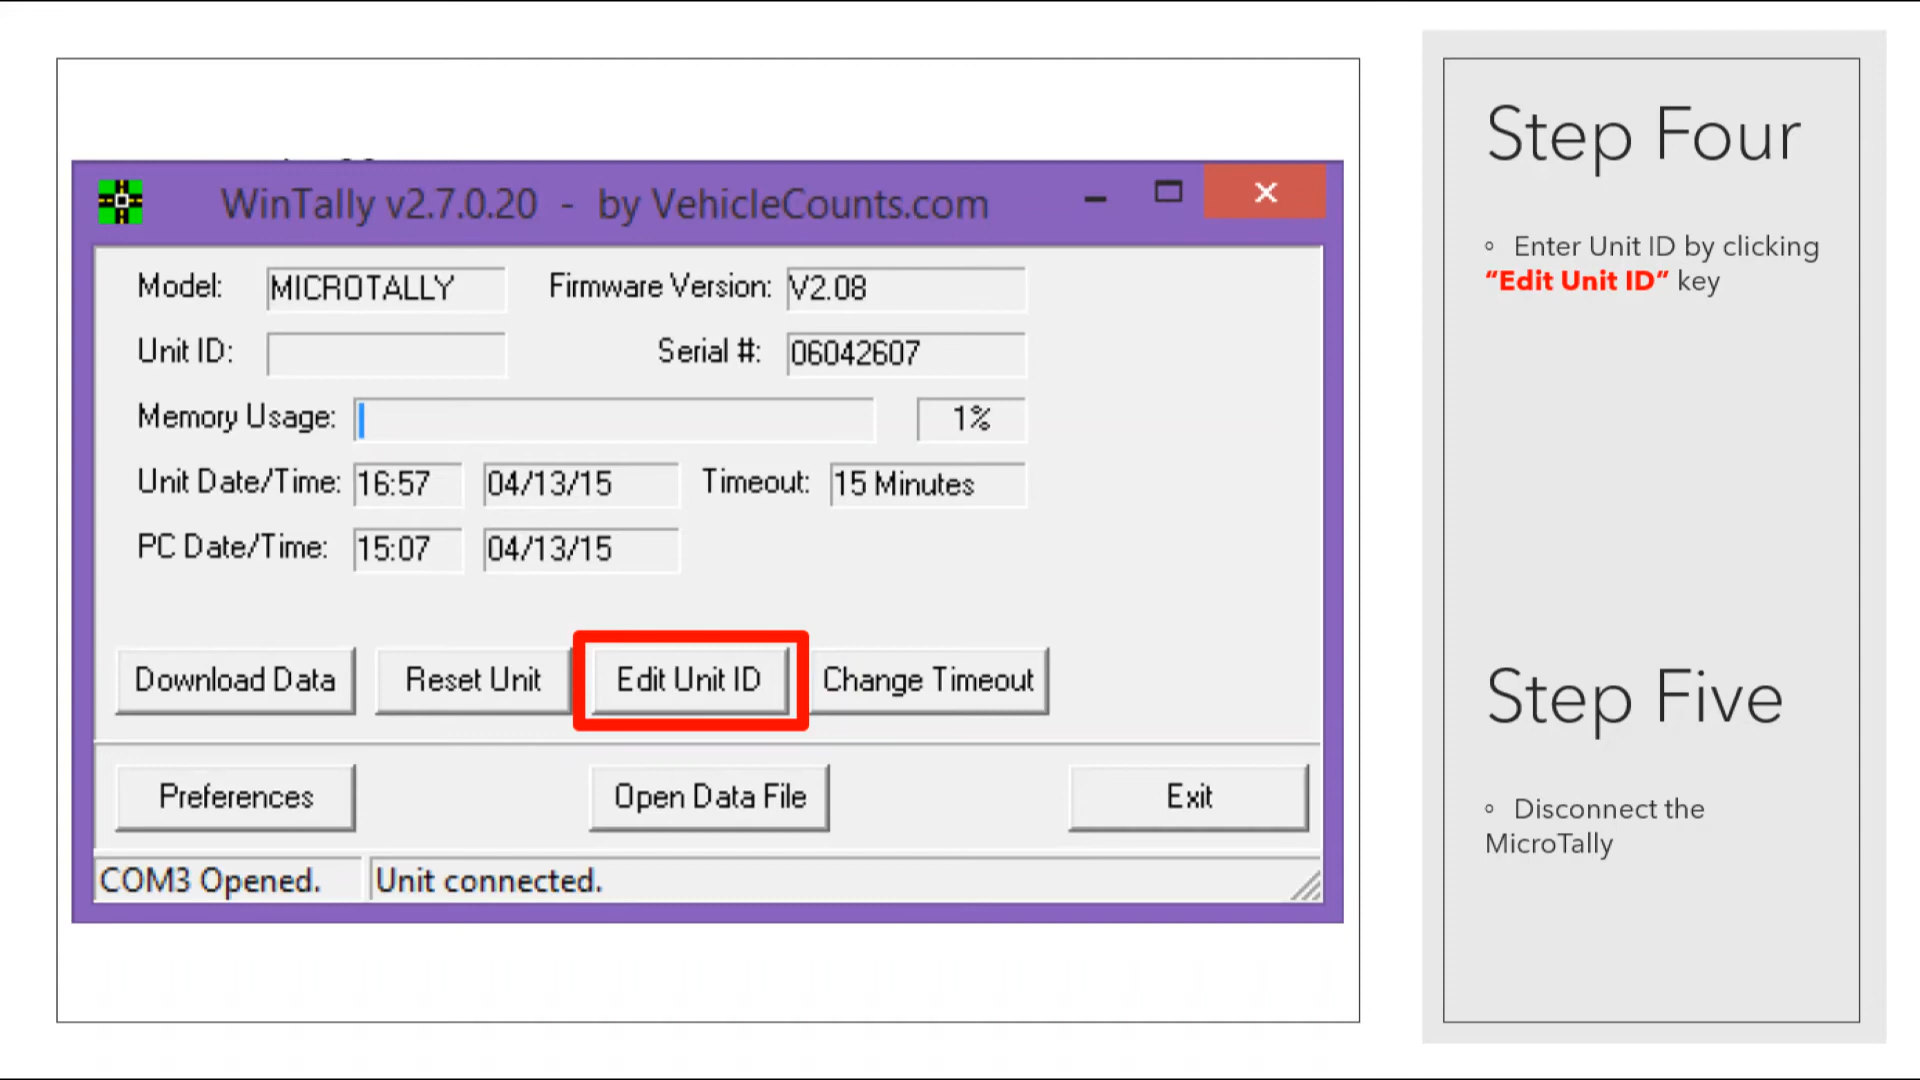 WinTally v2.7.0.20 - by VehicleCounts.com
Model: MICROTALLY Firmware Version: V2.08
Unit ID: Serial #: 06042607
Memory Usage: 1%
Unit Date/Time: 16:57 04/13/15 Timeout: 15 Minutes
PC Date/Time: 15:07 04/13/15
Download Data Reset Unit Edit Unit ID Change Timeout
Preferences Open Data File Exit
COM3 Opened. Unit connected.
Step Four
◦ Enter Unit ID by clicking
“Edit Unit ID” key
Step Five
◦ Disconnect the
MicroTally